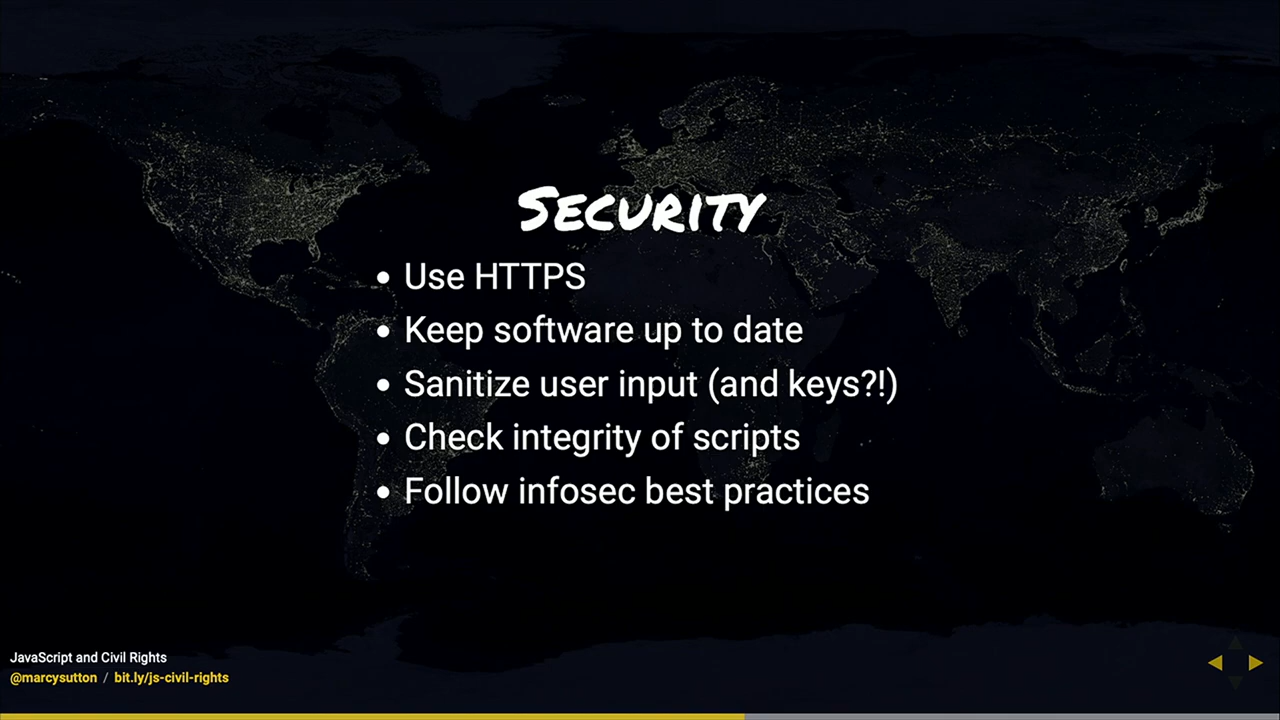 Security
Use HTTPS
Keep software up to date
Sanitize user input (and keys?!)
Check integrity of scripts
Follow infosec best practices
JavaScript and Civil Rights
@marcysutton / bit.ly/js-civil-rights